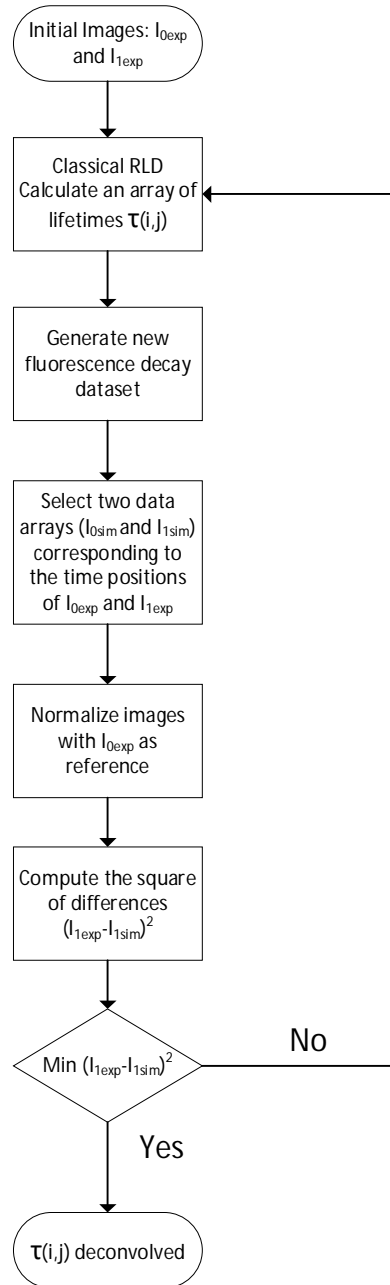 Initial Images: I₀ₑₓₚ
and I₁ₑₓₚ
Classical RLD
Calculate an array of
lifetimes τ(i,j)
Generate new
fluorescence decay
dataset
Select two data
arrays (I₀ₛᵢₘ and I₁ₛᵢₘ)
corresponding to
the time positions
of I₀ₑₓₚ and I₁ₑₓₚ
Normalize images
with I₀ₑₓₚ as
reference
Compute the square
of differences
(I₁ₑₓₚ-I₁ₛᵢₘ)²
Min (I₁ₑₓₚ-I₁ₛᵢₘ)²
No
Yes
τ(i,j) deconvolved